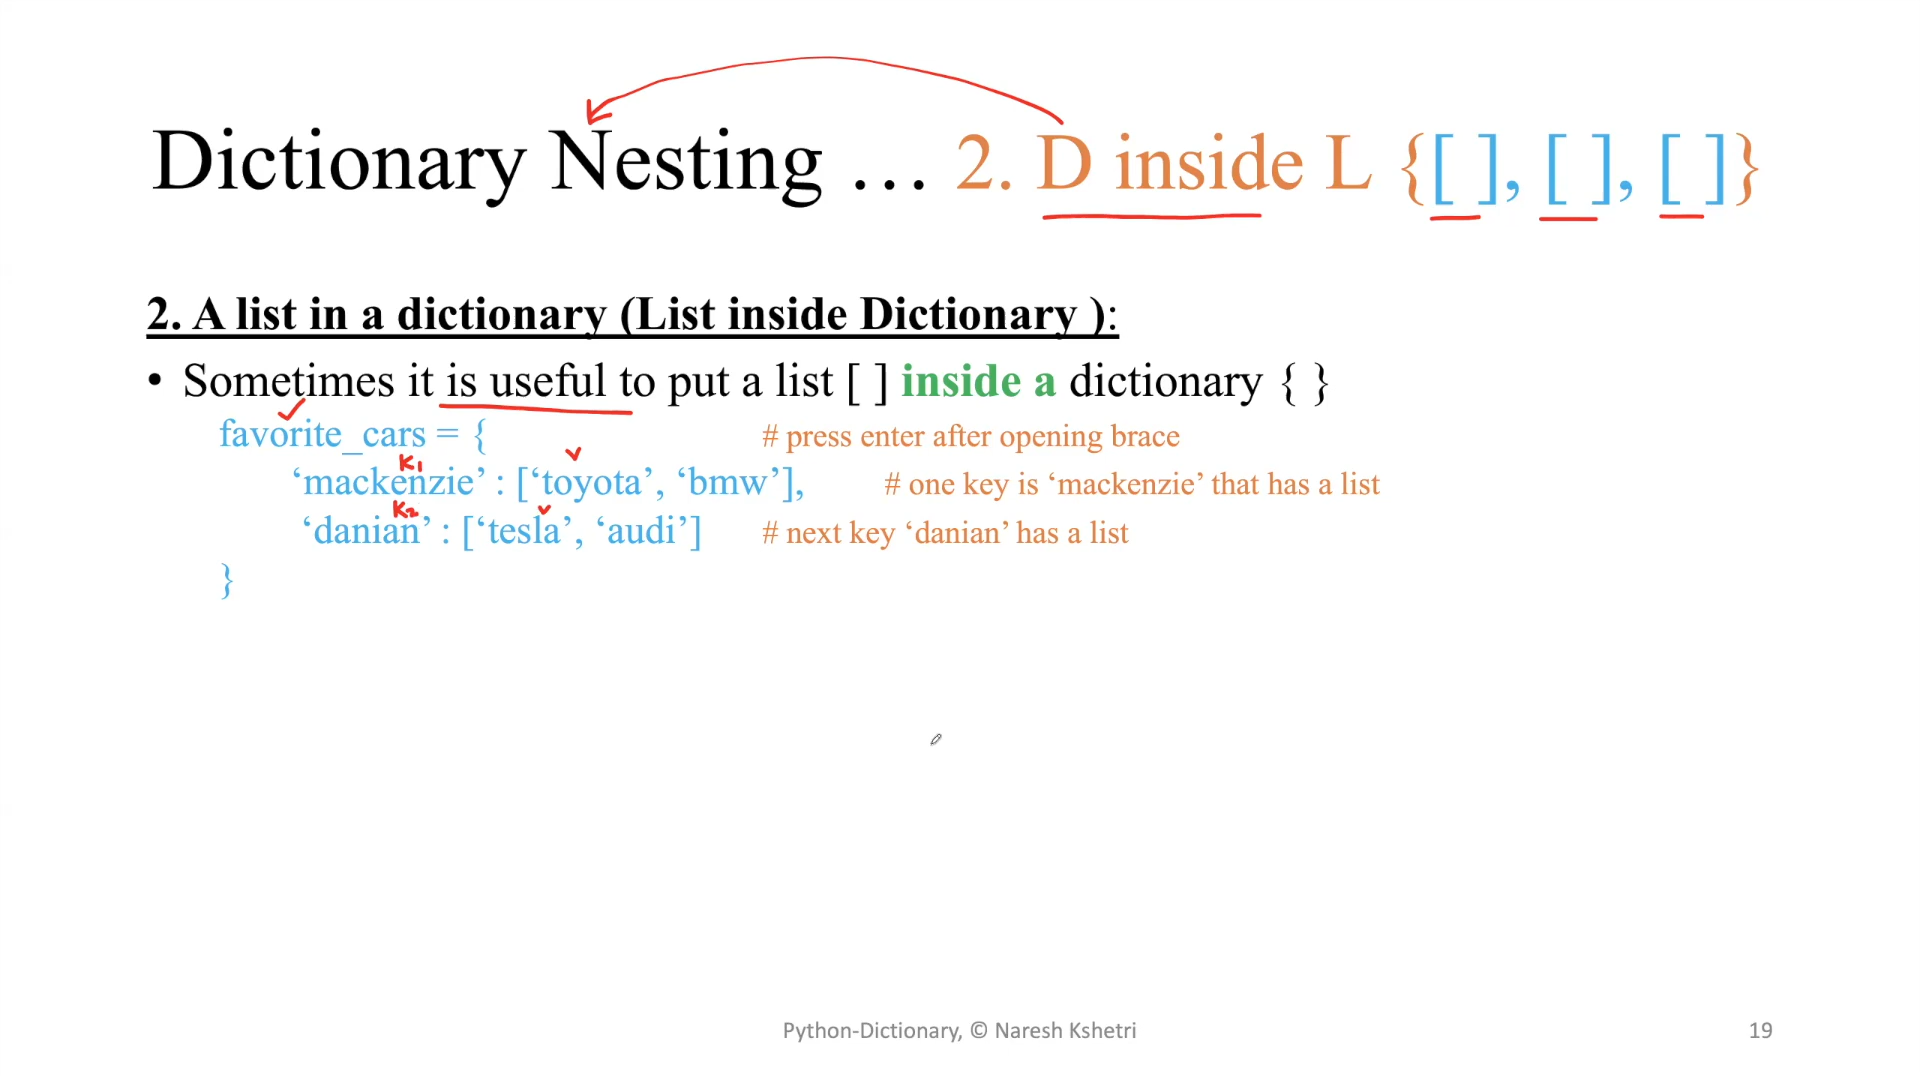 Dictionary Nesting … 2. D inside L {[ ], [ ], [ ]}
2. A list in a dictionary (List inside Dictionary ):
• Sometimes it is useful to put a list [ ] inside a dictionary { }
favorite_cars = { # press enter after opening brace
K1 v
‘mackenzie’ : [‘toyota’, ‘bmw’], # one key is ‘mackenzie’ that has a list
K2 v
‘danian’ : [‘tesla’, ‘audi’] # next key ‘danian’ has a list
}
Python-Dictionary, © Naresh Kshetri
19